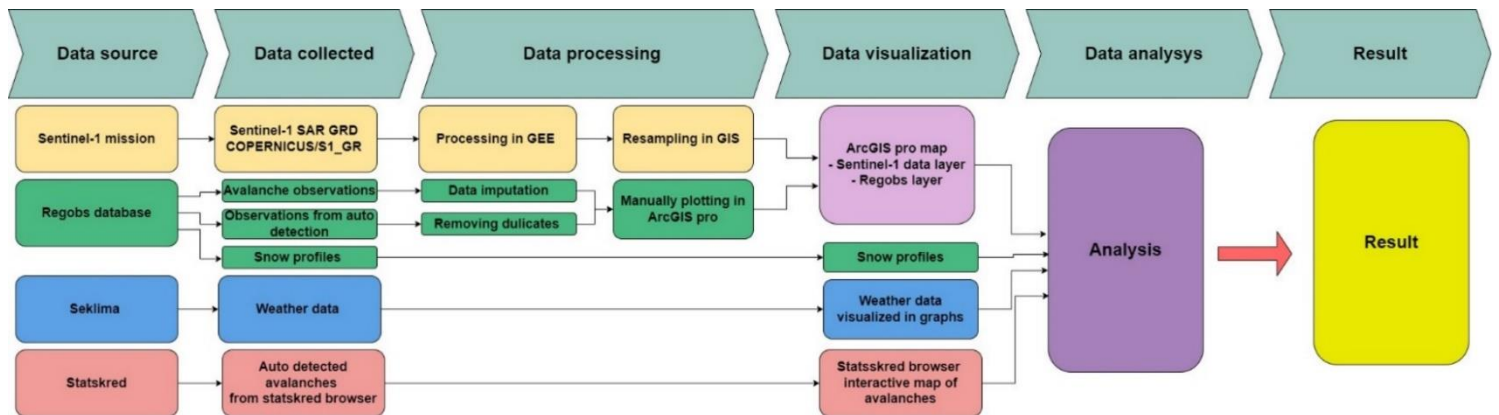 Data source
Data collected
Data processing
Data visualization
Data analysys
Result
Sentinel-1 mission
Sentinel-1 SAR GRD
COPERNICUS/S1_GR
Processing in GEE
Resampling in GIS
ArcGIS pro map
- Sentinel-1 data layer
- Regobs layer
Regobs database
Avalanche observations
Observations from auto
detection
Snow profiles
Data imputation
Removing dulicates
Manually plotting in
ArcGIS pro
Snow profiles
Analysis
Result
Seklima
Weather data
Weather data
visualized in graphs
Statskred
Auto detected
avalanches
from statskred browser
Statsskred browser
interactive map of
avalanches